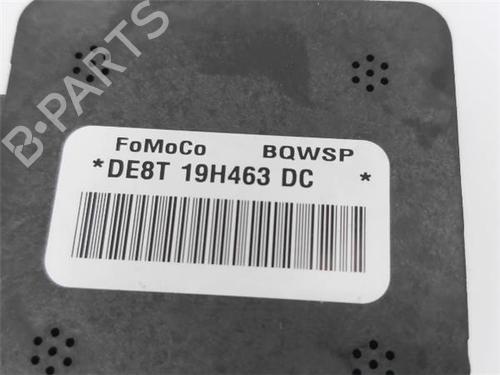 B-PARTS
FoMoCo BQWSP
*DE8T 19H463 DC *